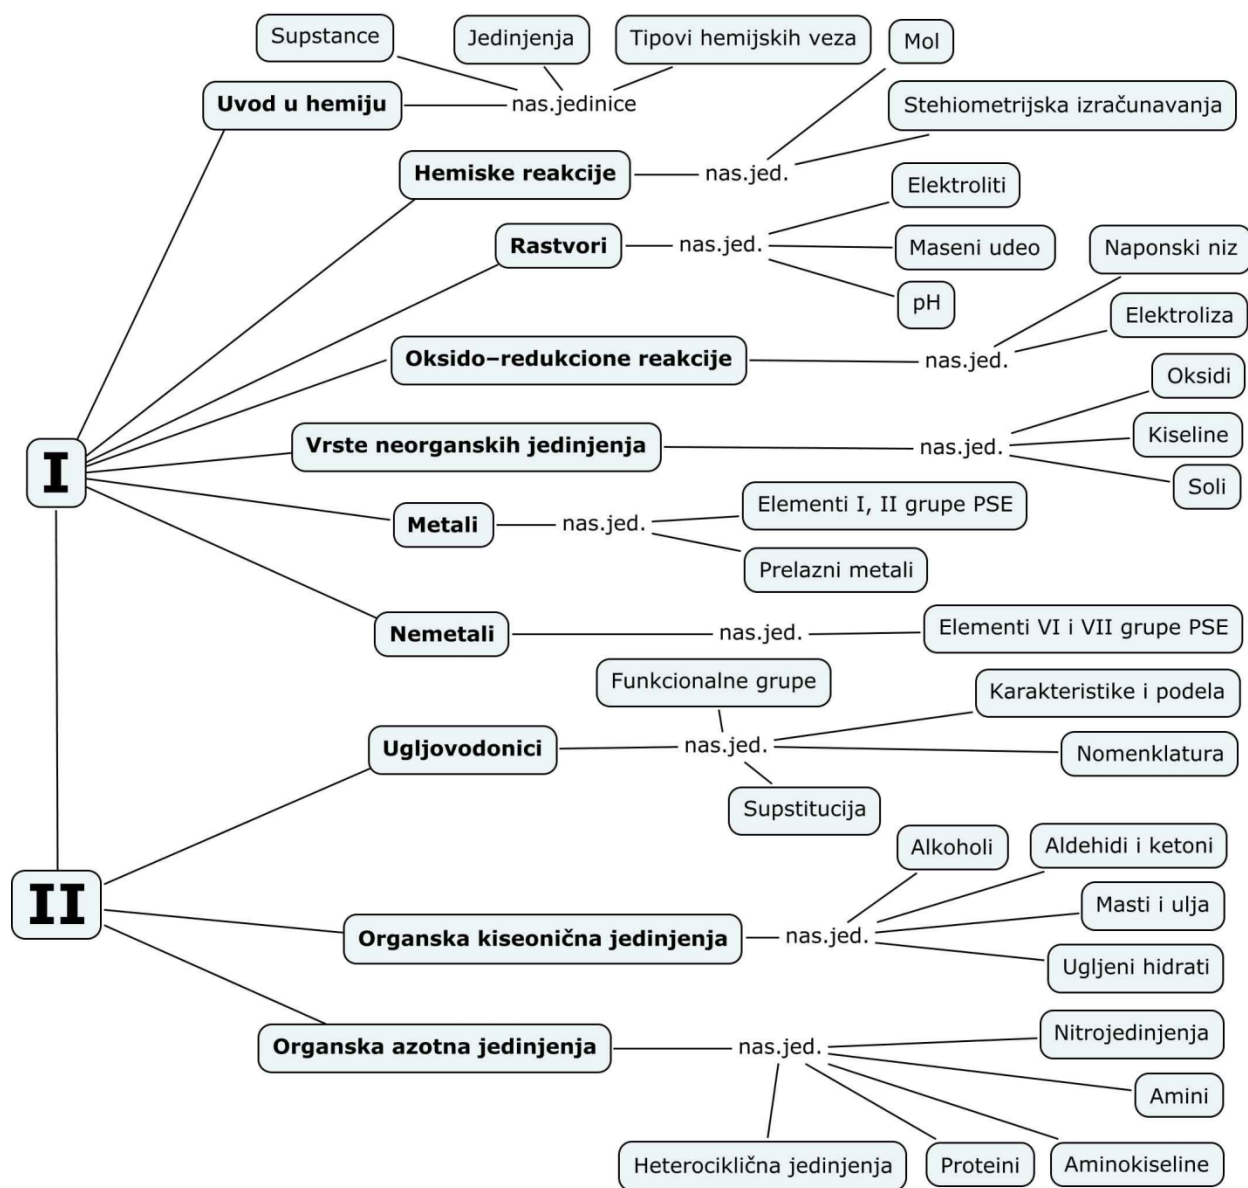 Supstance
Jedinjenja
Tipovi hemijskih veza
Mol
Uvod u hemiju
nas.jedinice
Stehiometrijska izračunavanja
Hemiske reakcije
nas.jed.
Elektroliti
Rastvori
nas.jed.
Maseni udeo
pH
Naponski niz
Oksido–redukcione reakcije
nas.jed.
Elektroliza
Oksidi
Vrste neorganskih jedinjenja
nas.jed.
Kiseline
Soli
I
Metali
nas.jed.
Elementi I, II grupe PSE
Prelazni metali
Nemetali
nas.jed.
Elementi VI i VII grupe PSE
Funkcionalne grupe
Karakteristike i podela
Ugljovodonici
nas.jed.
Nomenklatura
Supstitucija
II
Alkoholi
Aldehidi i ketoni
Organska kiseonična jedinjenja
nas.jed.
Masti i ulja
Ugljeni hidrati
Organska azotna jedinjenja
nas.jed.
Nitrojedinjenja
Amini
Heterociklična jedinjenja
Proteini
Aminokiseline